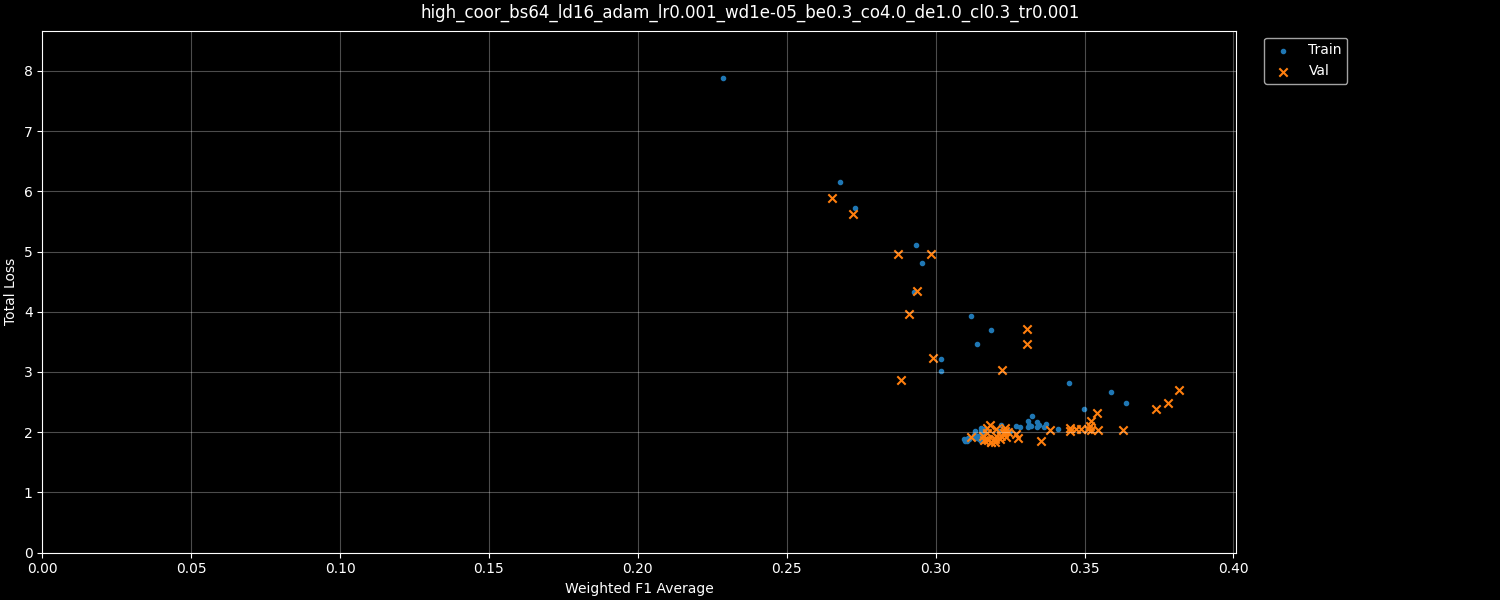 high_coor_bs64_ld16_adam_lr0.001_wd1e-05_be0.3_co4.0_de1.0_cl0.3_tr0.001
Train
Val
8
7
6
5
4
3
2
1
0
Total Loss
0.00 0.05 0.10 0.15 0.20 0.25 0.30 0.35 0.40
Weighted F1 Average